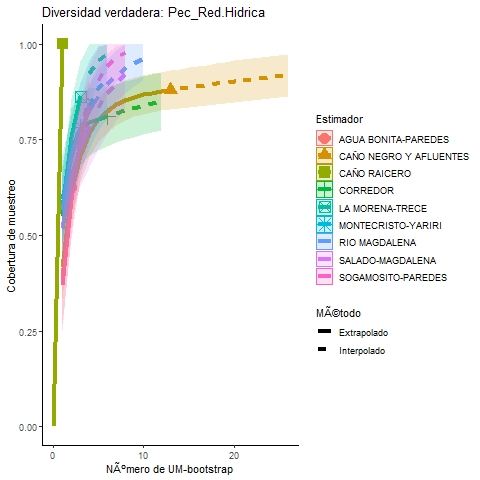 Diversidad verdadera: Pec_Red.Hidrica
1.00
0.75
0.50
0.25
0.00
Cobertura de muestreo
0
10
20
NÃºmero de UM-bootstrap
Estimador
AGUA BONITA-PAREDES
CAÑO NEGRO Y AFLUENTES
CAÑO RAICERO
CORREDOR
LA MORENA-TRECE
MONTECRISTO-YARIRI
RIO MAGDALENA
SALADO-MAGDALENA
SOGAMOSITO-PAREDES
MÃ©todo
Extrapolado
Interpolado